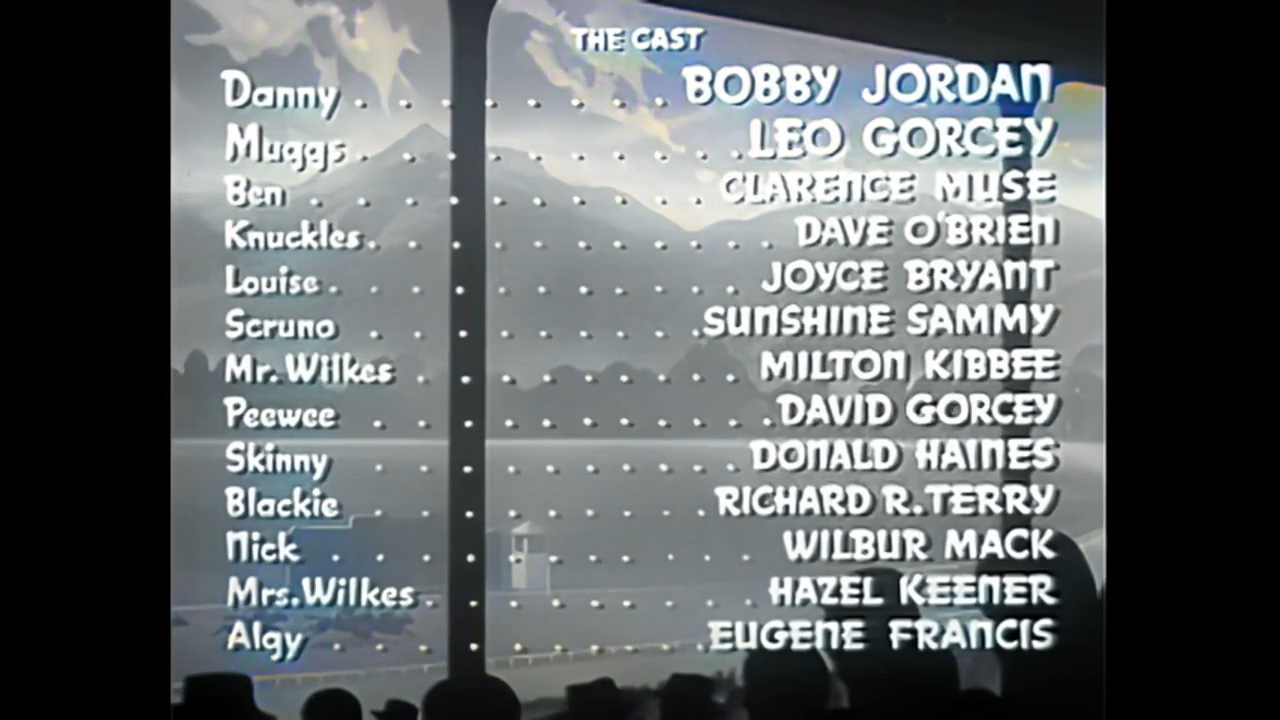 THE CAST
Danny . . . . . . . . BOBBY JORDAN
Muggs . . . . . . . . . LEO GORCEY
Ben . . . . . . . . . . CLARENCE MUSE
Knuckles . . . . . . . . . . DAVE O'BRIEN
Louise . . . . . . . . . . JOYCE BRYANT
Scruno . . . . . . . . . SUNSHINE SAMMY
Mr. Wilkes . . . . . . . . MILTON KIBBEE
Peewee . . . . . . . . . . DAVID GORCEY
Skinny . . . . . . . . . DONALD HAINES
Blackie . . . . . . . . RICHARD R. TERRY
Nick . . . . . . . . . . WILBUR MACK
Mrs. Wilkes . . . . . . . . HAZEL KEENER
Algy . . . . . . . . . EUGENE FRANCIS